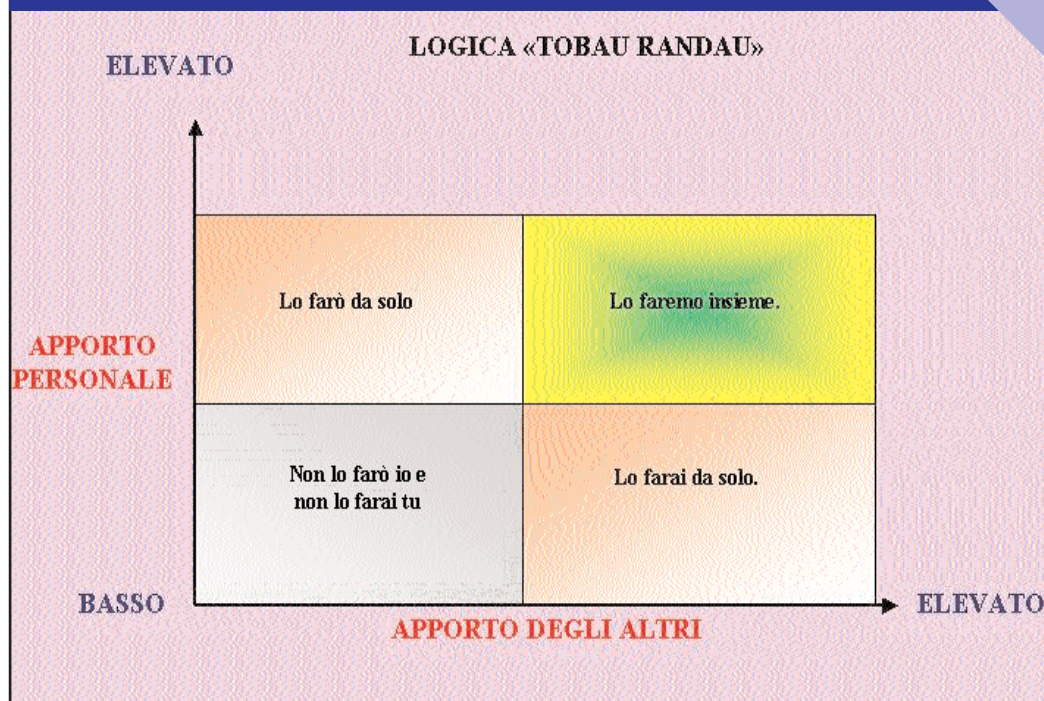 LOGICA «TOBAU RANDAU»
ELEVATO
Lo farò da solo
Lo faremo insieme.
APPORTO
PERSONALE
Non lo farò io e
non lo farai tu
Lo farai da solo.
BASSO
ELEVATO
APPORTO DEGLI ALTRI